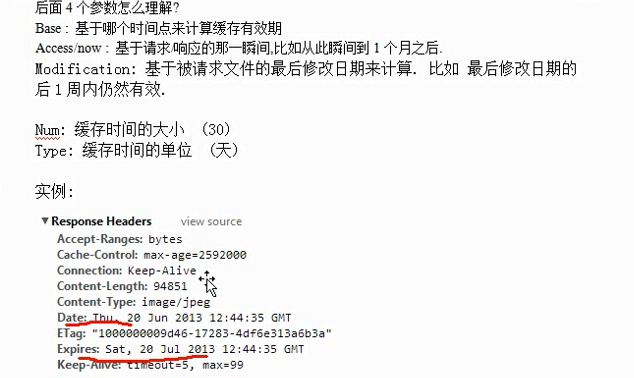 后面 4 个参数怎么理解?
Base : 基于哪个时间点来计算缓存有效期
Access/now : 基于请求/响应的那一瞬间,比如从此瞬间到 1 个月之后.
Modification: 基于被请求文件的最后修改日期来计算. 比如 最后修改日期的
后 1 周内仍然有效.
Num: 缓存时间的大小 (30)
Type: 缓存时间的单位 (天)
实例:
Response Headers view source
Accept-Ranges: bytes
Cache-Control: max-age=2592000
Connection: Keep-Alive
Content-Length: 94851
Content-Type: image/jpeg
Date: Thu, 20 Jun 2013 12:44:35 GMT
ETag: "1000000009d46-17283-4df6e313a6b3a"
Expires: Sat, 20 Jul 2013 12:44:35 GMT
Keep-Alive: timeout=5, max=99